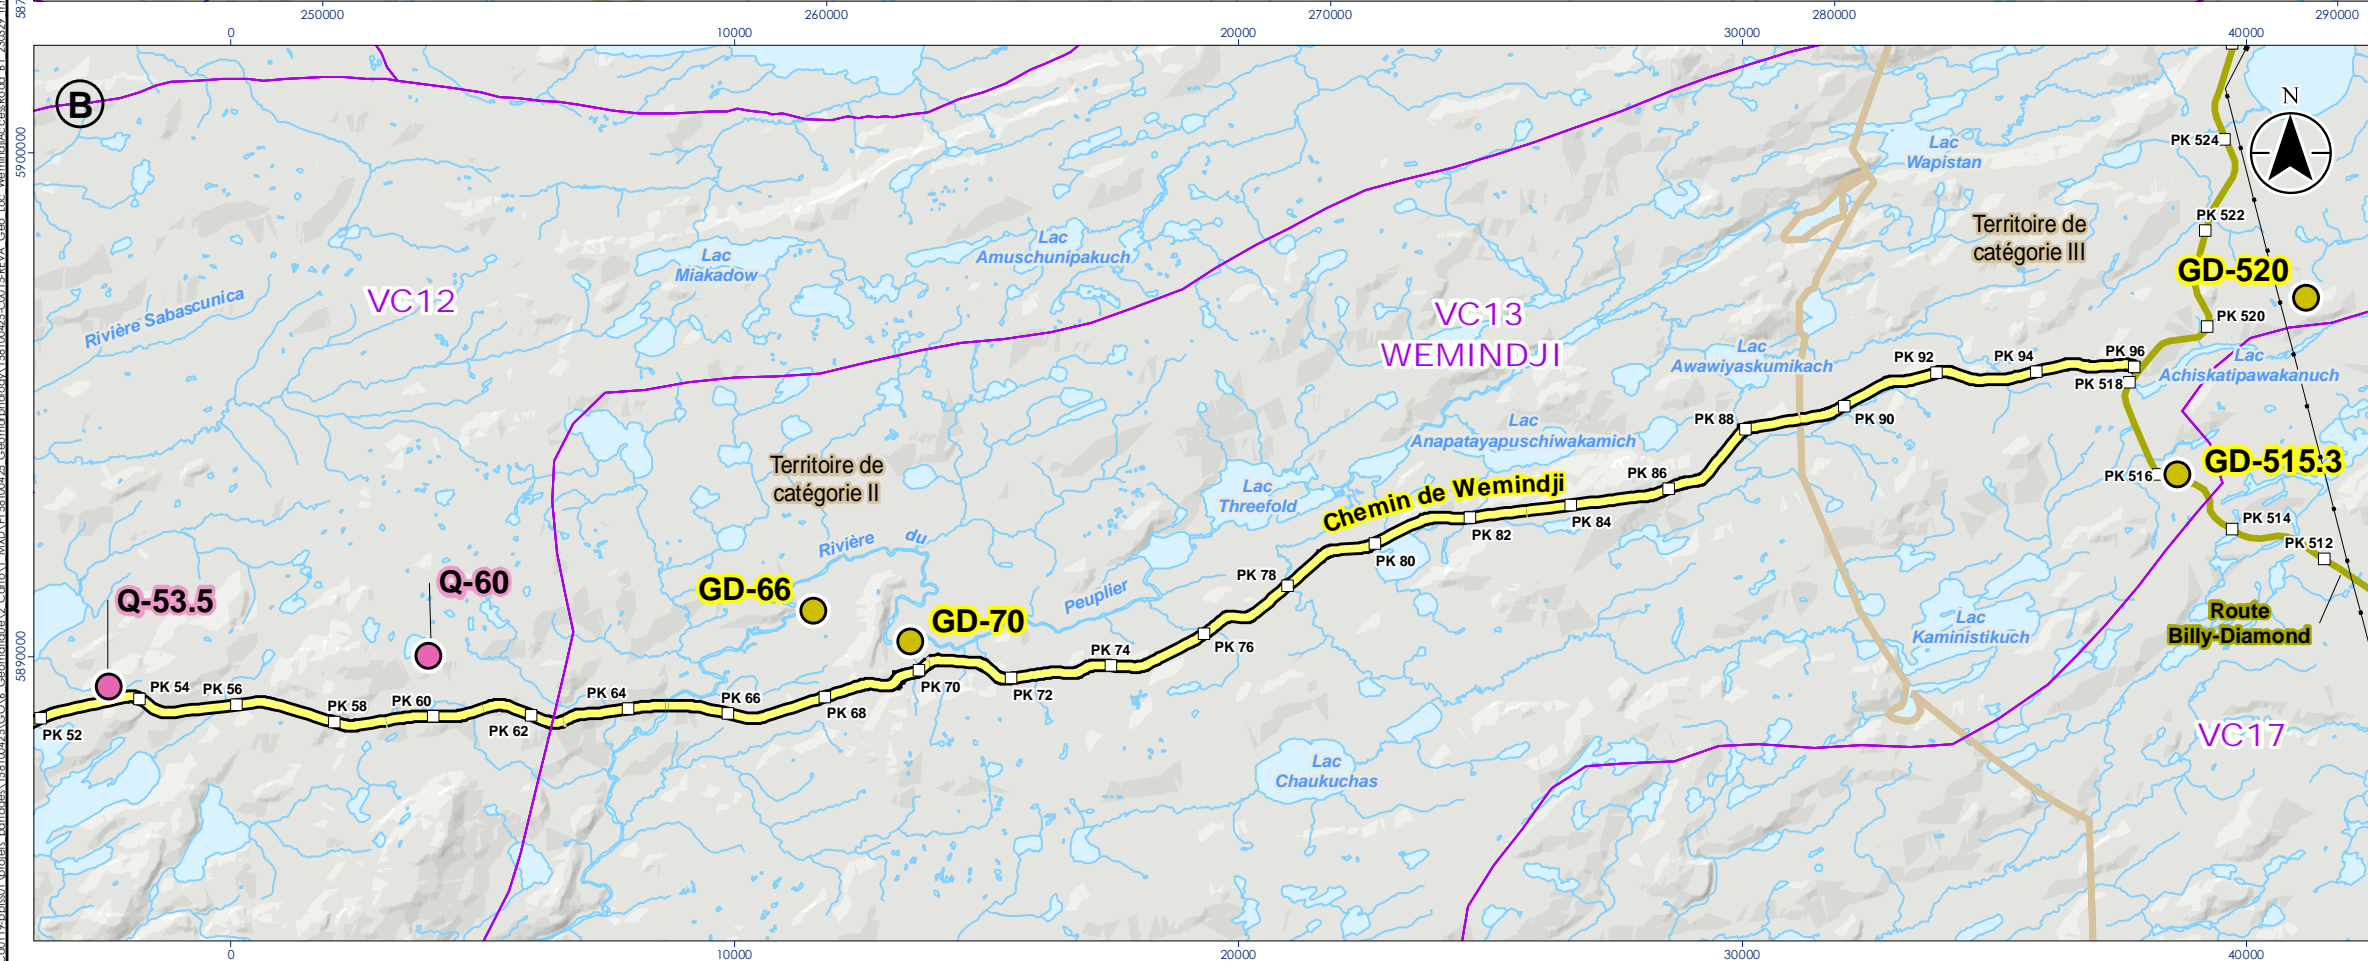 250000
260000
270000
280000
290000
0
10000
20000
30000
40000
B
N
5900000
5890000
PK 524
Lac
Wapistan
PK 522
Territoire de
catégorie III
Lac
Amuschunipakuch
Lac
Miakadow
GD-520
VC12
Rivière Sabascunica
VC13
WEMINDJI
PK 520
Lac
Awawiyaskumikach
PK 92
PK 94
PK 96
PK 518
Lac
Achiskatipawakanuch
PK 88
PK 90
Lac
Anapatayapuschiwakamich
Territoire de
catégorie II
PK 86
PK 516
GD-515.3
Lac
Threefold
Chemin de Wemindji
PK 84
PK 82
PK 514
PK 512
Rivière du
Peuplier
PK 80
PK 78
Q-53.5
Q-60
GD-66
GD-70
Route
Billy-Diamond
Lac
Kaministikuch
PK 76
PK 74
PK 72
PK 70
PK 68
PK 66
PK 64
PK 62
PK 60
PK 58
PK 56
PK 54
PK 52
VC17
Lac
Chaukuchas
0
10000
20000
30000
40000